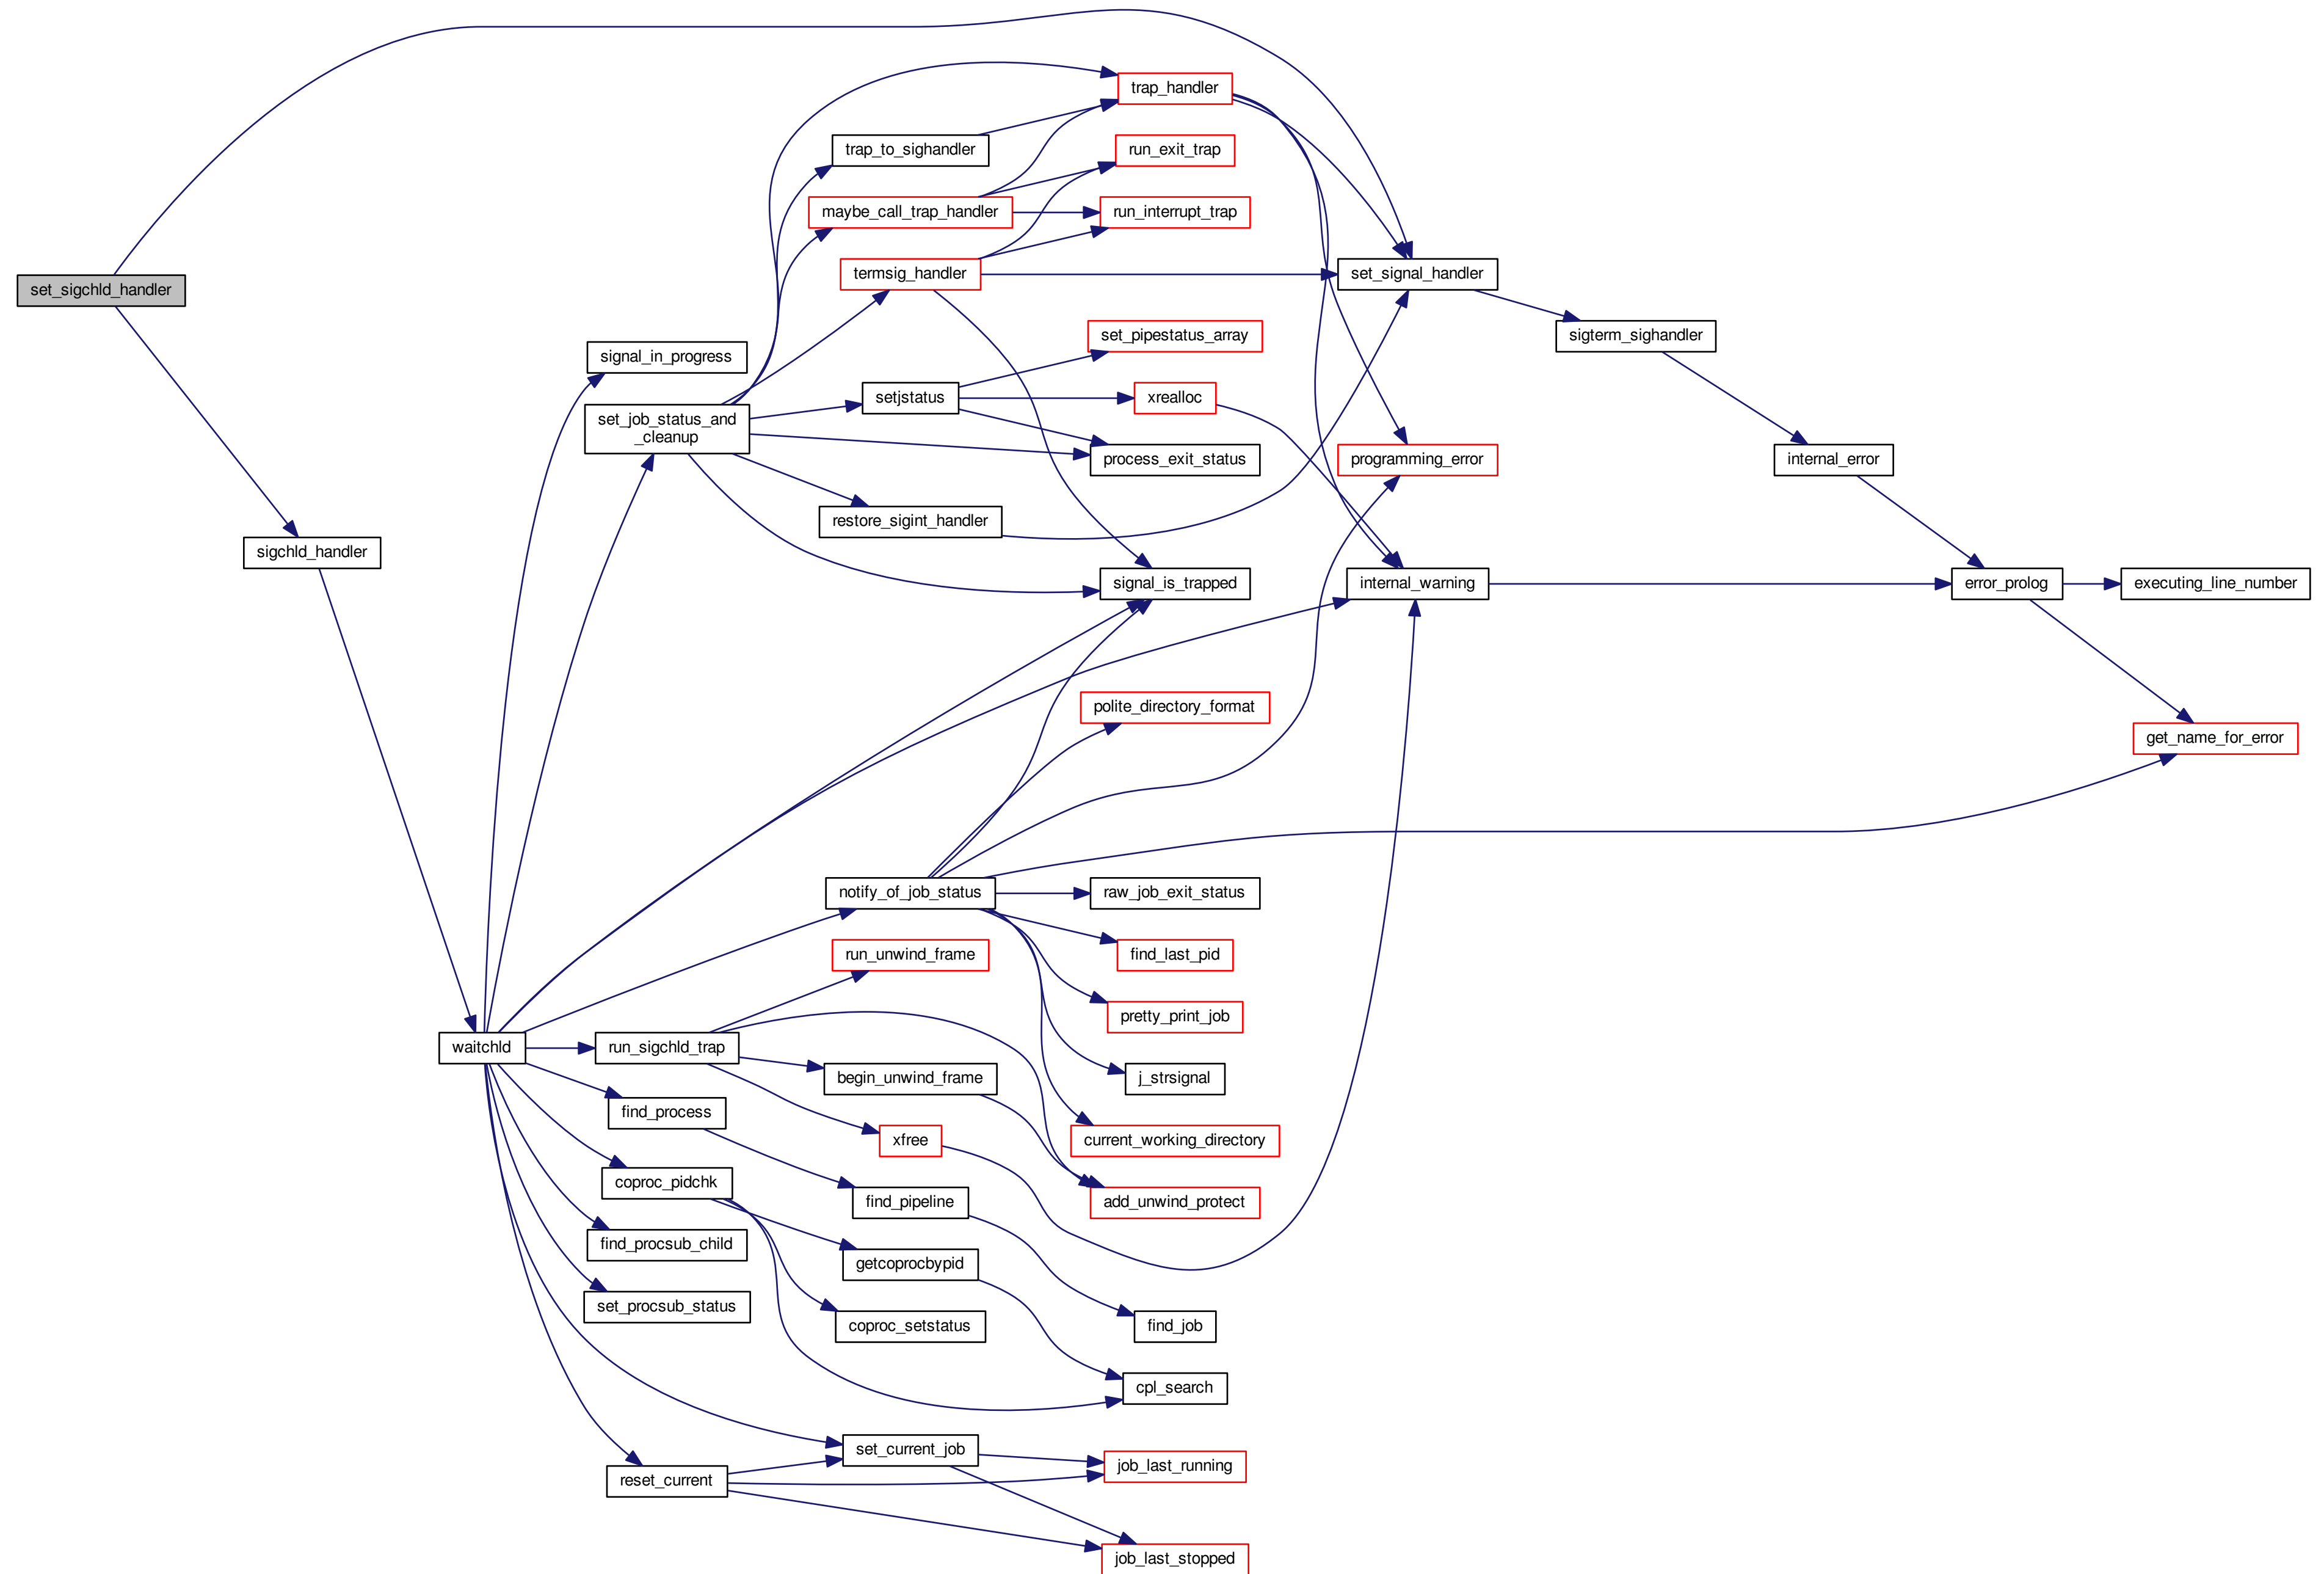 trap_handler
trap_to_sighandler
run_exit_trap
maybe_call_trap_handler
run_interrupt_trap
termsig_handler
set_signal_handler
set_sigchld_handler
set_pipestatus_array
sigterm_sighandler
signal_in_progress
setjstatus
xrealloc
set_job_status_and
_cleanup
process_exit_status
programming_error
internal_error
restore_sigint_handler
sigchld_handler
signal_is_trapped
internal_warning
error_prolog
executing_line_number
polite_directory_format
get_name_for_error
notify_of_job_status
raw_job_exit_status
run_unwind_frame
find_last_pid
pretty_print_job
waitchld
run_sigchld_trap
begin_unwind_frame
j_strsignal
find_process
xfree
current_working_directory
coproc_pidchk
find_pipeline
add_unwind_protect
find_procsub_child
getcoprocbypid
set_procsub_status
coproc_setstatus
find_job
cpl_search
set_current_job
job_last_running
reset_current
job_last_stopped